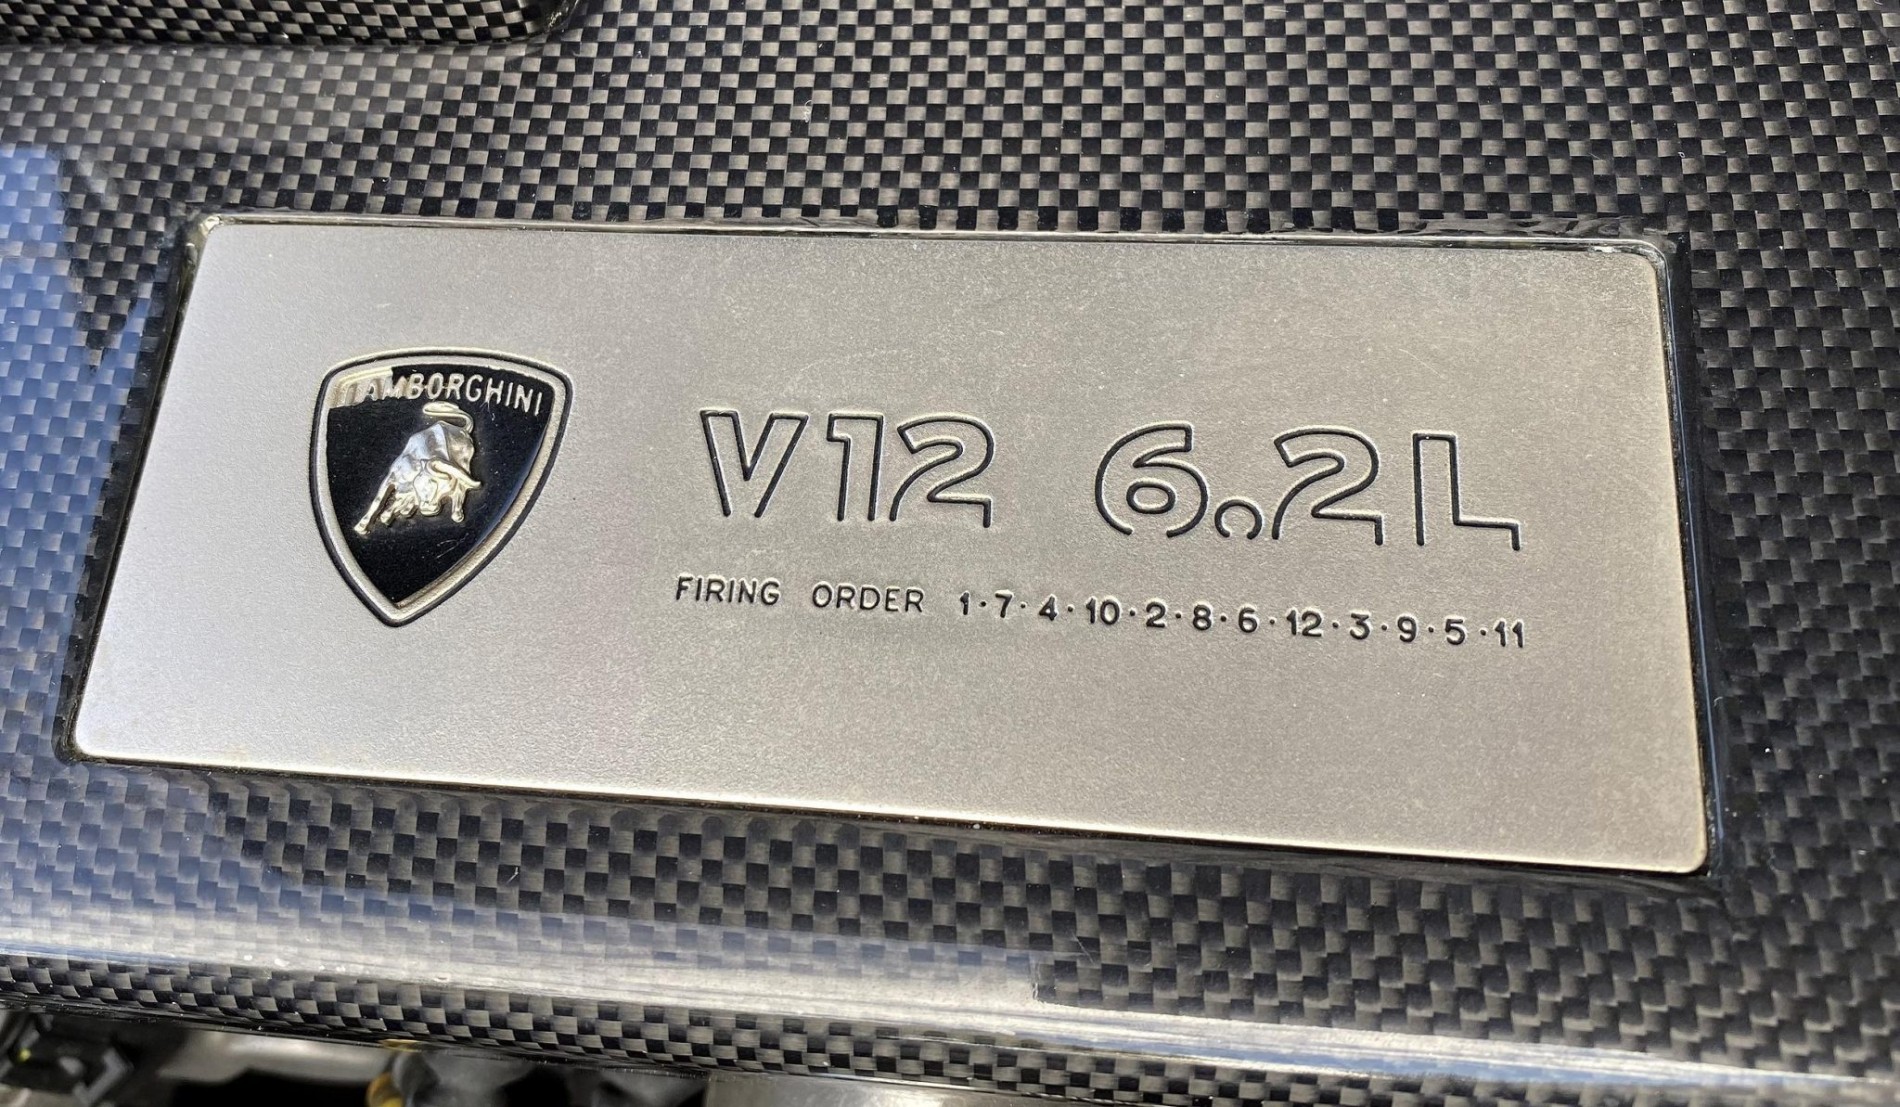 LAMBORGHINI
V12 6.2L
FIRING ORDER 1·7·4·10·2·8·6·12·3·9·5·11